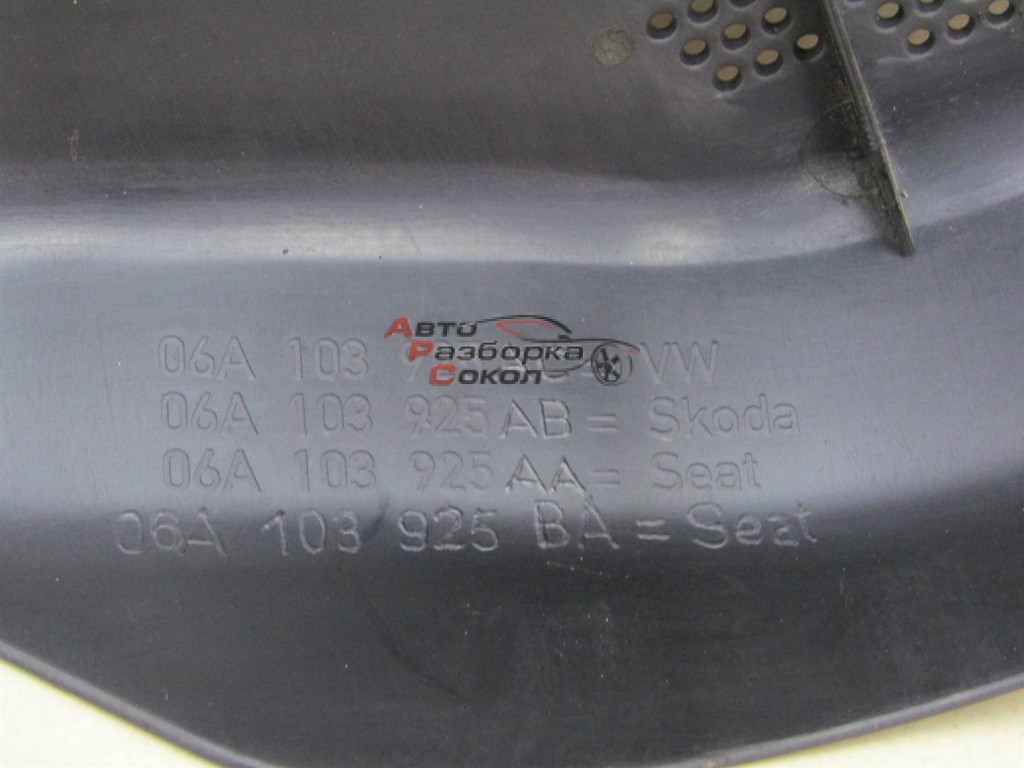 06A 103 VW
Авто
Разборка
Сокол
06A 103 925 AB = Skoda
06A 103 925 AA = Seat
06A 103 925 BA = Seat